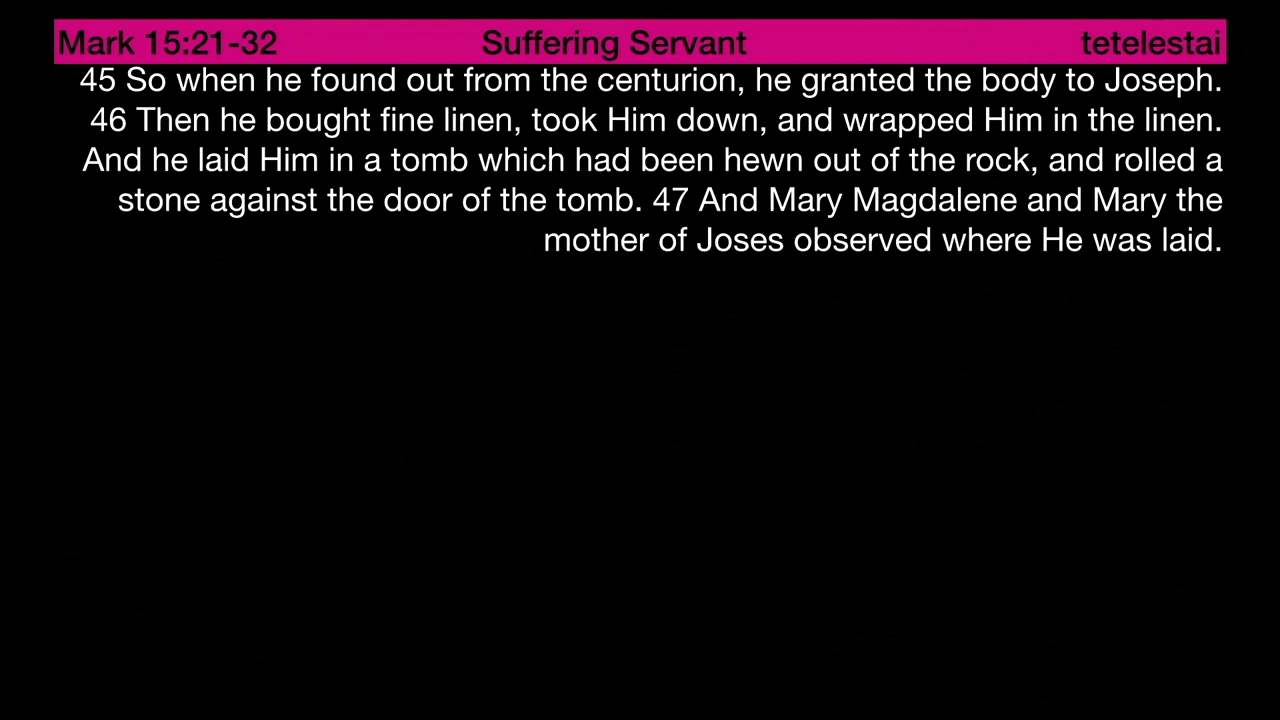 Mark 15:21-32 Suffering Servant tetelestai
45 So when he found out from the centurion, he granted the body to Joseph.
46 Then he bought fine linen, took Him down, and wrapped Him in the linen.
And he laid Him in a tomb which had been hewn out of the rock, and rolled a
stone against the door of the tomb. 47 And Mary Magdalene and Mary the
mother of Joses observed where He was laid.